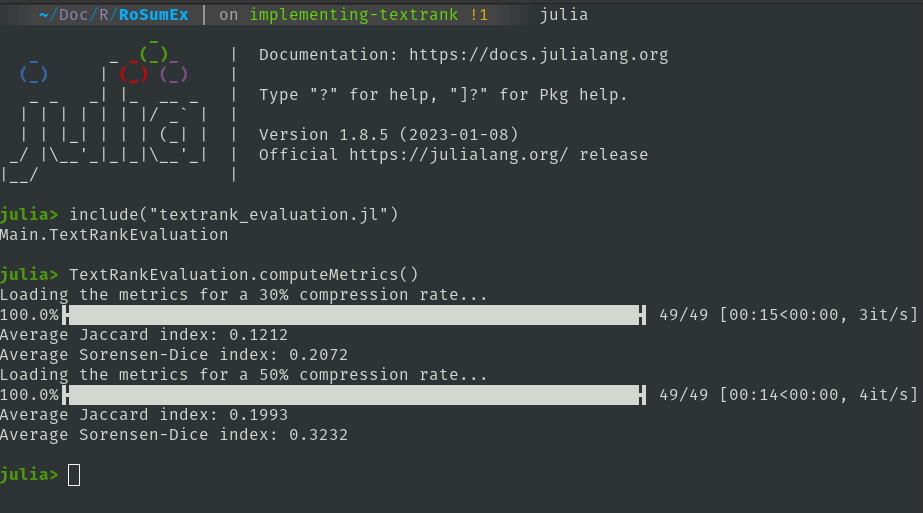 ~/Doc/R/RoSumEx | on implementing-textrank !1 julia
               _
   _       _ _(_)_     |  Documentation: https://docs.julialang.org
  (_)     | (_) (_)    |
   _ _   _| |_  __ _   |  Type "?" for help, "]?" for Pkg help.
  | | | | | | |/ _` |  |
  | | |_| | | | (_| |  |  Version 1.8.5 (2023-01-08)
 _/ |\__'_|_|_|\__'_|  |  Official https://julialang.org/ release
|__/                   |
julia> include("textrank_evaluation.jl")
Main.TextRankEvaluation
julia> TextRankEvaluation.computeMetrics()
Loading the metrics for a 30% compression rate...
100.0% 49/49 [00:15<00:00, 3it/s]
Average Jaccard index: 0.1212
Average Sorensen-Dice index: 0.2072
Loading the metrics for a 50% compression rate...
100.0% 49/49 [00:14<00:00, 4it/s]
Average Jaccard index: 0.1993
Average Sorensen-Dice index: 0.3232
julia>